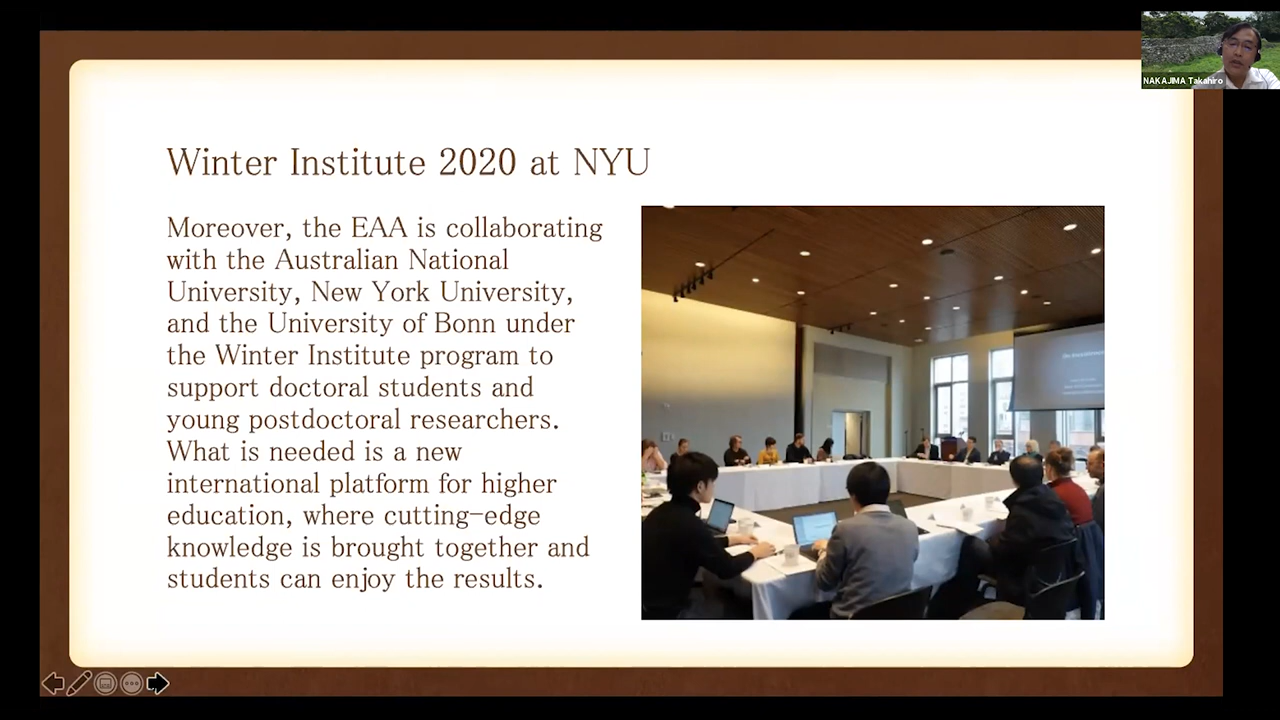 NAKAJIMA Takahiro
Winter Institute 2020 at NYU
Moreover, the EAA is collaborating
with the Australian National
University, New York University,
and the University of Bonn under
the Winter Institute program to
support doctoral students and
young postdoctoral researchers.
What is needed is a new
international platform for higher
education, where cutting-edge
knowledge is brought together and
students can enjoy the results.